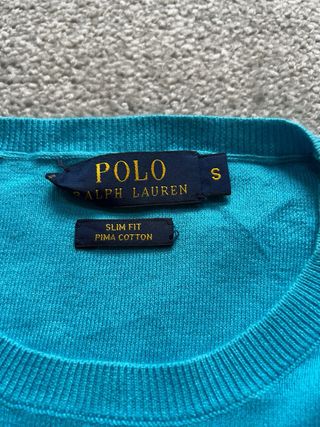 POLO
RALPH LAUREN
S
SLIM FIT
PIMA COTTON